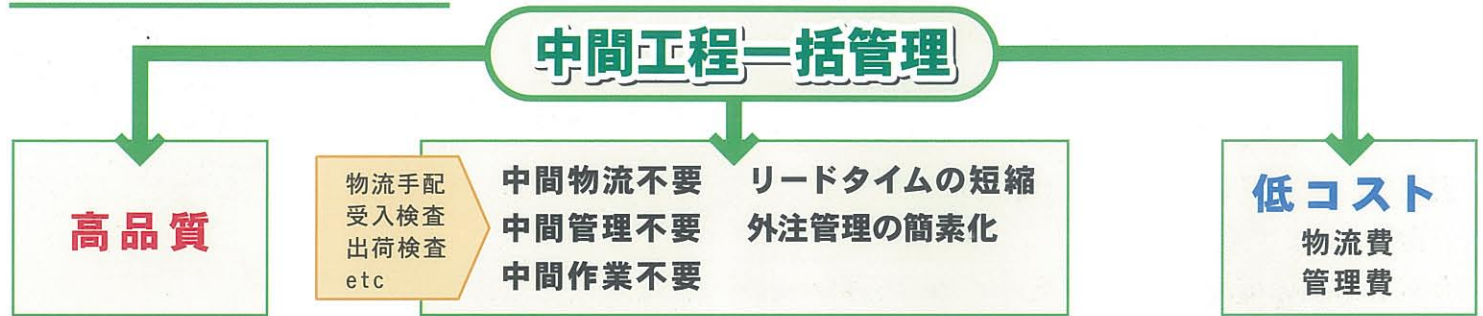 中間工程一括管理
高品質
物流手配
受入検査
出荷検査
etc
中間物流不要
中間管理不要
中間作業不要
リードタイムの短縮
外注管理の簡素化
低コスト
物流費
管理費